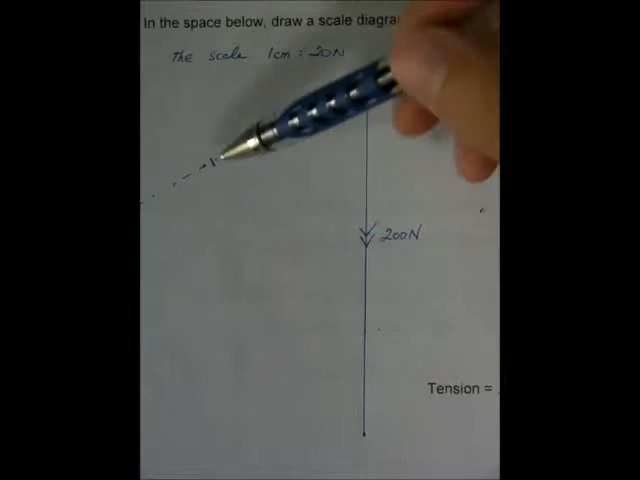 In the space below, draw a scale diagra
The scale 1cm : 20N
200N
Tension =